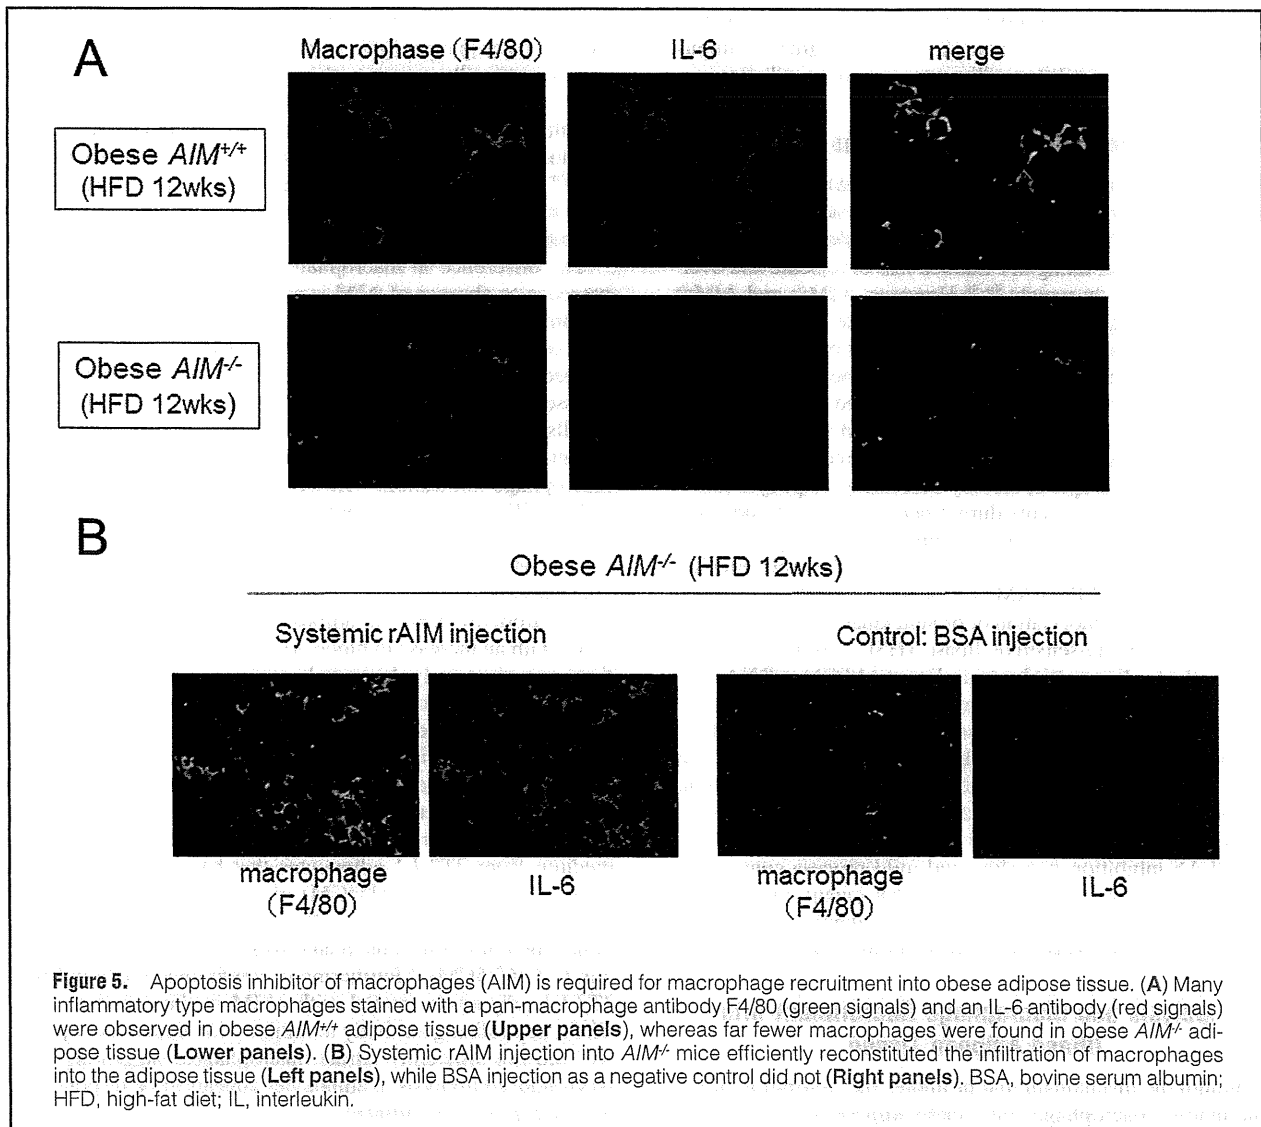 A
Macrophase (F4/80) IL-6 merge
Obese AIM+/+
(HFD 12wks)
Obese AIM-/-
(HFD 12wks)
B
Obese AIM-/- (HFD 12wks)
Systemic rAIM injection Control: BSA injection
macrophage
(F4/80)
IL-6
macrophage
(F4/80)
IL-6
Figure 5. Apoptosis inhibitor of macrophages (AIM) is required for macrophage recruitment into obese adipose tissue. (A) Many
inflammatory type macrophages stained with a pan-macrophage antibody F4/80 (green signals) and an IL-6 antibody (red signals)
were observed in obese AIM+/+ adipose tissue (Upper panels), whereas far fewer macrophages were found in obese AIM-/- adi-
pose tissue (Lower panels). (B) Systemic rAIM injection into AIM-/- mice efficiently reconstituted the infiltration of macrophages
into the adipose tissue (Left panels), while BSA injection as a negative control did not (Right panels). BSA, bovine serum albumin;
HFD, high-fat diet; IL, interleukin.